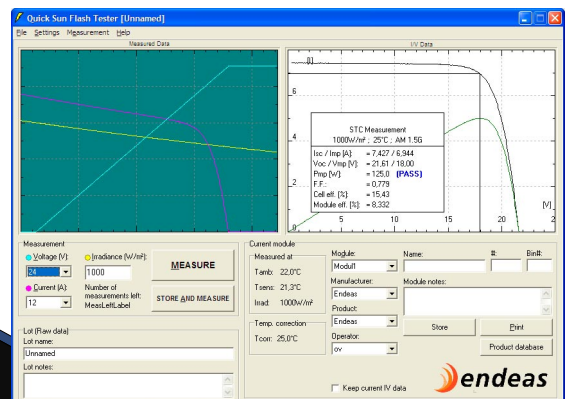 Quick Sun Flash Tester [Unnamed]
File Settings Measurement Help
Measured Data
I/V Data
[I]
6
4
2
0
5 10 15 20 2
[V]
STC Measurement
1000W/m² ; 25°C ; AM 1.5G
Isc / Imp [A]: = 7,427 / 6,944
Voc / Vmp [V]: = 21,61 / 18,00
Pmp [W]: = 125,0 (PASS)
F.F.: = 0,779
Cell eff. [%]: = 15,43
Module eff. [%]: = 8,332
Measurement
Voltage (V):
24
Irradiance (W/m²):
1000
MEASURE
Current (A):
12
Number of
measurements left:
MeasLeftLabel
STORE AND MEASURE
Lot (Raw data)
Lot name:
Unnamed
Lot notes:
Current module
Measured at
Tamb: 22,0°C
Tsens: 21,3°C
Irrad: 1000W/m²
Temp. correction
Tcorr: 25,0°C
Module:
Modul1
Manufacturer:
Endeas
Product:
Endeas
Operator:
ov
Name:
#:
Bin#:
Module notes:
Store
Print
Product database
Keep current IV data
endeas